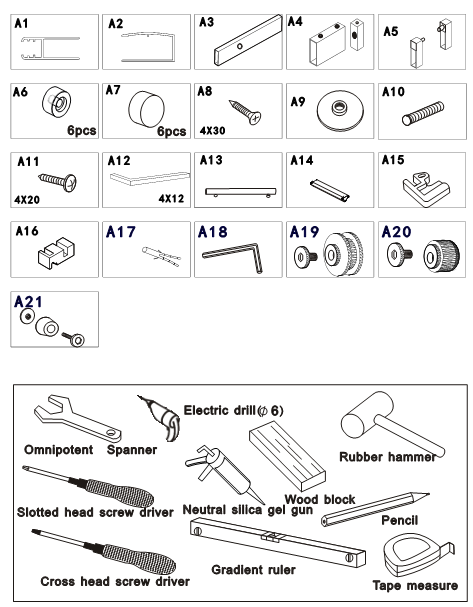 A1
A2
A3
A4
A5
A6
6pcs
A7
6pcs
A8
4X30
A9
A10
A11
4X20
A12
4X12
A13
A14
A15
A16
A17
A18
A19
A20
A21
Electric drill(ϕ 6)
Omnipotent Spanner
Rubber hammer
Wood block
Slotted head screw driver
Neutral silica gel gun
Pencil
Cross head screw driver
Gradient ruler
Tape measure